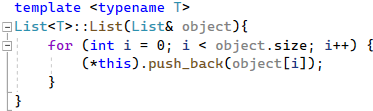 template <typename T>
List<T>::List(List& object){
    for (int i = 0; i < object.size; i++) {
        (*this).push_back(object[i]);
    }
}